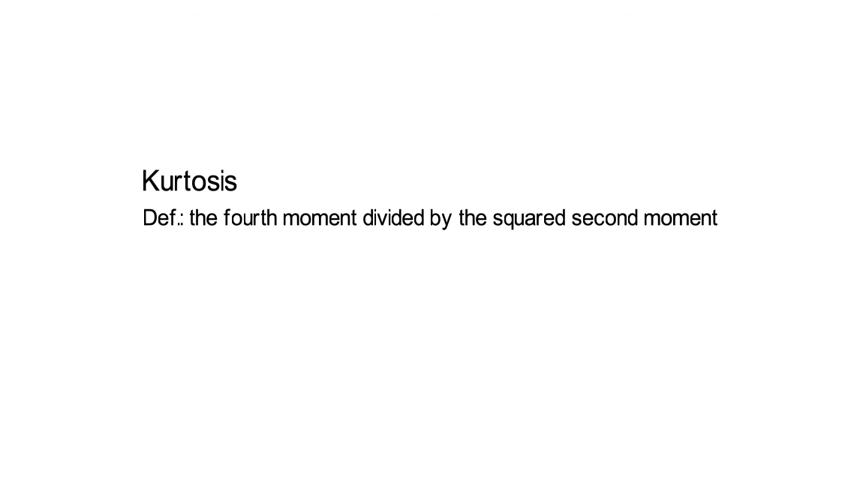 Kurtosis
Def.: the fourth moment divided by the squared second moment